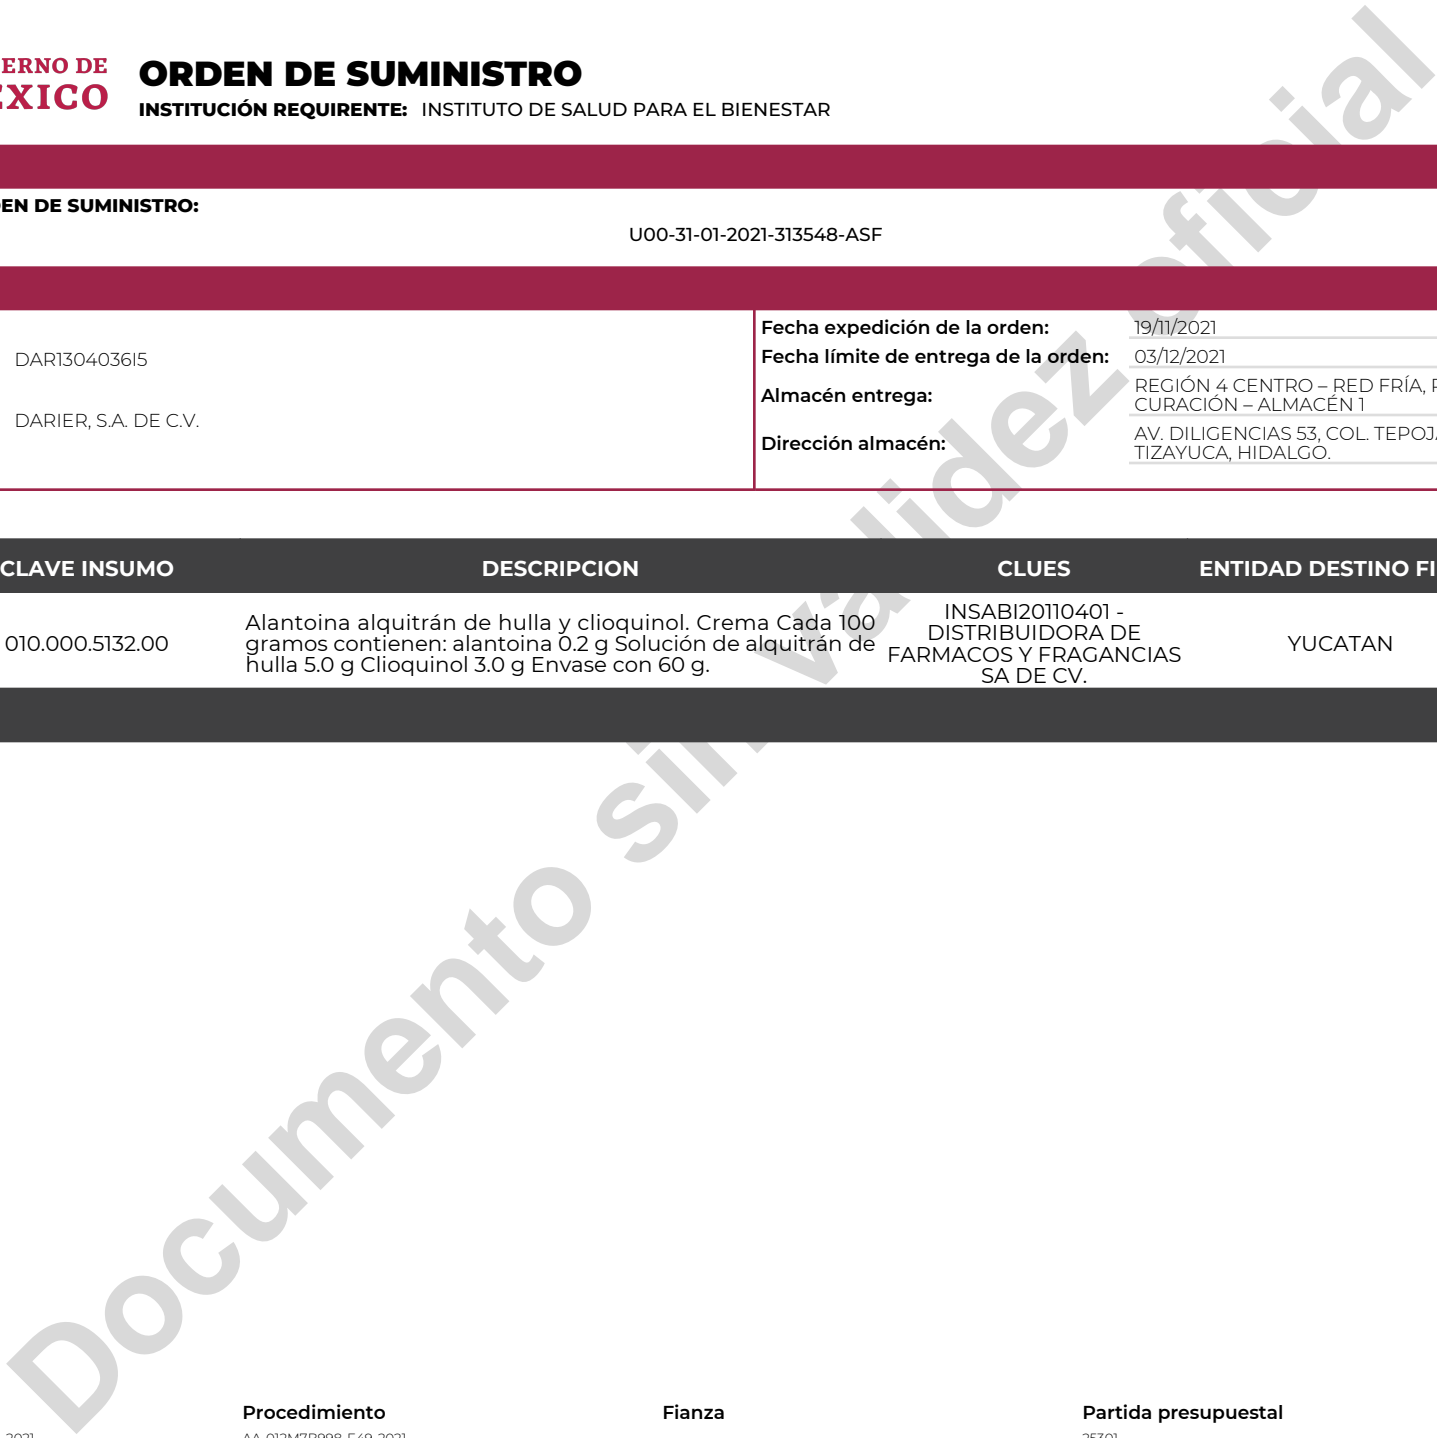 ERNO DE
ORDEN DE SUMINISTRO
INSTITUCIÓN REQUIRENTE: INSTITUTO DE SALUD PARA EL BIENESTAR
EN DE SUMINISTRO:
U00-31-01-2021-313548-ASF
DAR1304036I5
DARIER, S.A. DE C.V.
Fecha expedición de la orden: 19/11/2021
Fecha límite de entrega de la orden: 03/12/2021
Almacén entrega: REGIÓN 4 CENTRO – RED FRÍA,
CURACIÓN – ALMACÉN 1
Dirección almacén: AV. DILIGENCIAS 53, COL.
TIZAYUCA, HIDALGO.
CLAVE INSUMO DESCRIPCION CLUES ENTIDAD DESTINO
010.000.5132.00
Alantoina alquitrán de hulla y clioquinol. Crema Cada 100
gramos contienen: alantoina 0.2 g Solución de alquitrán de
hulla 5.0 g Clioquinol 3.0 g Envase con 60 g.
INSABI20110401 -
DISTRIBUIDORA DE
FARMACOS Y FRAGANCIAS
SA DE CV.
YUCATAN
Documento sin validez oficial
Procedimiento Fianza Partida presupuestal